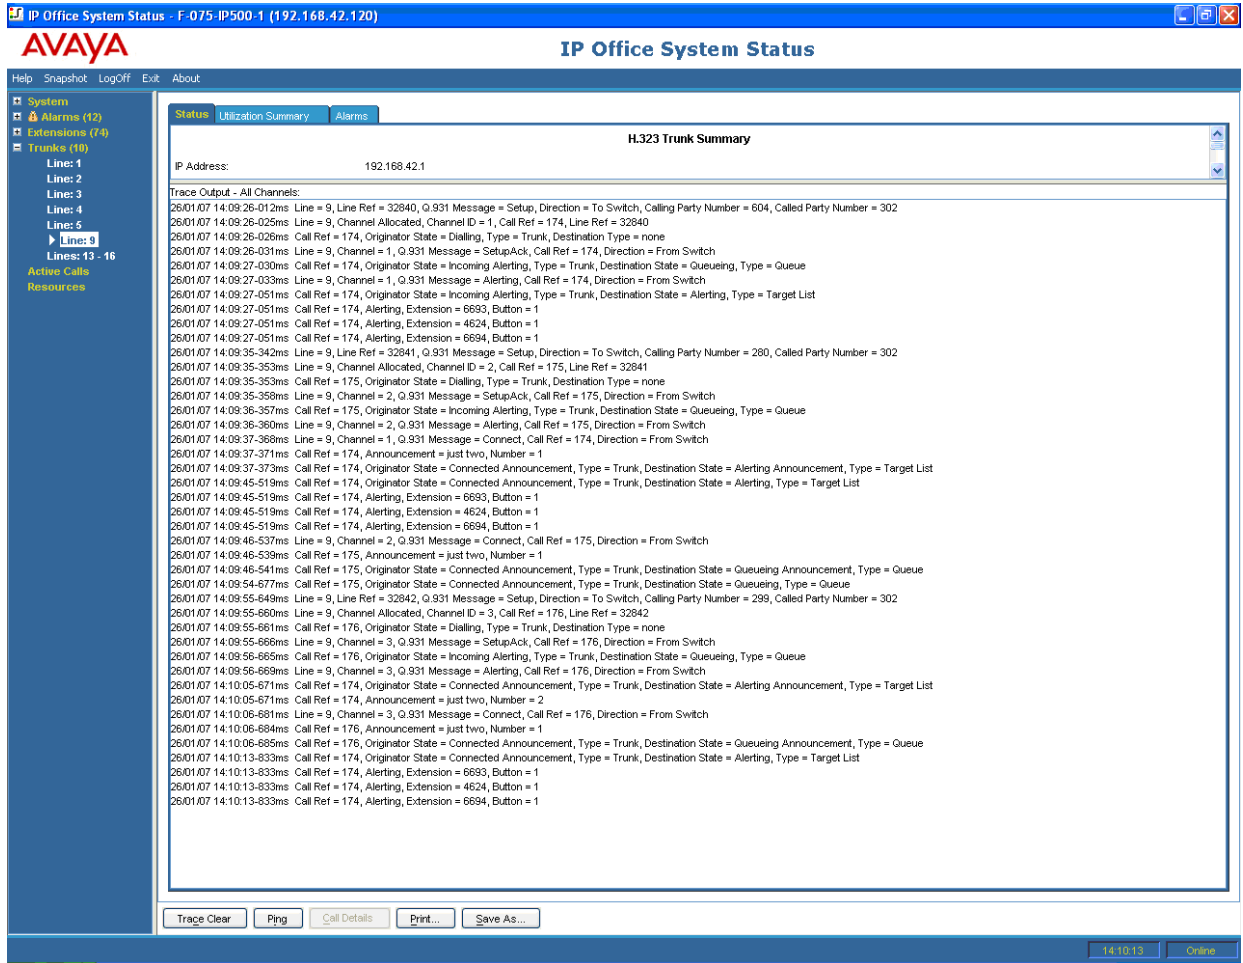 IP Office System Status - F-075-IP500-1 (192.168.42.120)
AVAYA
IP Office System Status
Help Snapshot LogOff Exit About
System
Alarms (12)
Extensions (74)
Trunks (10)
Line: 1
Line: 2
Line: 3
Line: 4
Line: 5
Line: 9
Lines: 13 - 16
Active Calls
Resources
Status Utilization Summary Alarms
H.323 Trunk Summary
IP Address: 192.168.42.1
Trace Output - All Channels:
26/01/07 14:09:26-012ms Line = 9, Line Ref = 32840, Q.931 Message = Setup, Direction = To Switch, Calling Party Number = 604, Called Party Number = 302
26/01/07 14:09:26-025ms Line = 9, Channel Allocated, Channel ID = 1, Call Ref = 174, Line Ref = 32840
26/01/07 14:09:26-026ms Call Ref = 174, Originator State = Dialling, Type = Trunk, Destination Type = none
26/01/07 14:09:26-031ms Line = 9, Channel = 1, Q.931 Message = SetupAck, Call Ref = 174, Direction = From Switch
26/01/07 14:09:27-030ms Call Ref = 174, Originator State = Incoming Alerting, Type = Trunk, Destination State = Queueing, Type = Queue
26/01/07 14:09:27-033ms Line = 9, Channel = 1, Q.931 Message = Alerting, Call Ref = 174, Direction = From Switch
26/01/07 14:09:27-051ms Call Ref = 174, Originator State = Incoming Alerting, Type = Trunk, Destination State = Alerting, Type = Target List
26/01/07 14:09:27-051ms Call Ref = 174, Alerting, Extension = 6693, Button = 1
26/01/07 14:09:27-051ms Call Ref = 174, Alerting, Extension = 4624, Button = 1
26/01/07 14:09:27-051ms Call Ref = 174, Alerting, Extension = 6694, Button = 1
26/01/07 14:09:35-342ms Line = 9, Line Ref = 32841, Q.931 Message = Setup, Direction = To Switch, Calling Party Number = 280, Called Party Number = 302
26/01/07 14:09:35-353ms Line = 9, Channel Allocated, Channel ID = 2, Call Ref = 175, Line Ref = 32841
26/01/07 14:09:35-353ms Call Ref = 175, Originator State = Dialling, Type = Trunk, Destination Type = none
26/01/07 14:09:35-358ms Line = 9, Channel = 2, Q.931 Message = SetupAck, Call Ref = 175, Direction = From Switch
26/01/07 14:09:36-357ms Call Ref = 175, Originator State = Incoming Alerting, Type = Trunk, Destination State = Queueing, Type = Queue
26/01/07 14:09:36-360ms Line = 9, Channel = 2, Q.931 Message = Alerting, Call Ref = 175, Direction = From Switch
26/01/07 14:09:37-368ms Line = 9, Channel = 1, Q.931 Message = Connect, Call Ref = 174, Direction = From Switch
26/01/07 14:09:37-371ms Call Ref = 174, Announcement = just two, Number = 1
26/01/07 14:09:37-373ms Call Ref = 174, Originator State = Connected Announcement, Type = Trunk, Destination State = Alerting Announcement, Type = Target List
26/01/07 14:09:45-519ms Call Ref = 174, Originator State = Connected Announcement, Type = Trunk, Destination State = Alerting, Type = Target List
26/01/07 14:09:45-519ms Call Ref = 174, Alerting, Extension = 6693, Button = 1
26/01/07 14:09:45-519ms Call Ref = 174, Alerting, Extension = 4624, Button = 1
26/01/07 14:09:45-519ms Call Ref = 174, Alerting, Extension = 6694, Button = 1
26/01/07 14:09:46-537ms Line = 9, Channel = 2, Q.931 Message = Connect, Call Ref = 175, Direction = From Switch
26/01/07 14:09:46-539ms Call Ref = 175, Announcement = just two, Number = 1
26/01/07 14:09:46-541ms Call Ref = 175, Originator State = Connected Announcement, Type = Trunk, Destination State = Queueing Announcement, Type = Queue
26/01/07 14:09:54-677ms Call Ref = 175, Originator State = Connected Announcement, Type = Trunk, Destination State = Queueing, Type = Queue
26/01/07 14:09:55-649ms Line = 9, Line Ref = 32842, Q.931 Message = Setup, Direction = To Switch, Calling Party Number = 299, Called Party Number = 302
26/01/07 14:09:55-660ms Line = 9, Channel Allocated, Channel ID = 3, Call Ref = 176, Line Ref = 32842
26/01/07 14:09:55-661ms Call Ref = 176, Originator State = Dialling, Type = Trunk, Destination Type = none
26/01/07 14:09:55-666ms Line = 9, Channel = 3, Q.931 Message = SetupAck, Call Ref = 176, Direction = From Switch
26/01/07 14:09:56-665ms Call Ref = 176, Originator State = Incoming Alerting, Type = Trunk, Destination State = Queueing, Type = Queue
26/01/07 14:09:56-669ms Line = 9, Channel = 3, Q.931 Message = Alerting, Call Ref = 176, Direction = From Switch
26/01/07 14:10:05-671ms Call Ref = 174, Originator State = Connected Announcement, Type = Trunk, Destination State = Alerting Announcement, Type = Target List
26/01/07 14:10:05-671ms Call Ref = 174, Announcement = just two, Number = 2
26/01/07 14:10:06-681ms Line = 9, Channel = 3, Q.931 Message = Connect, Call Ref = 176, Direction = From Switch
26/01/07 14:10:06-684ms Call Ref = 176, Announcement = just two, Number = 1
26/01/07 14:10:06-685ms Call Ref = 176, Originator State = Connected Announcement, Type = Trunk, Destination State = Queueing Announcement, Type = Queue
26/01/07 14:10:13-833ms Call Ref = 174, Originator State = Connected Announcement, Type = Trunk, Destination State = Alerting, Type = Target List
26/01/07 14:10:13-833ms Call Ref = 174, Alerting, Extension = 6693, Button = 1
26/01/07 14:10:13-833ms Call Ref = 174, Alerting, Extension = 4624, Button = 1
26/01/07 14:10:13-833ms Call Ref = 174, Alerting, Extension = 6694, Button = 1
Trace Clear Ping Call Details Print... Save As...
14:10:13 Online